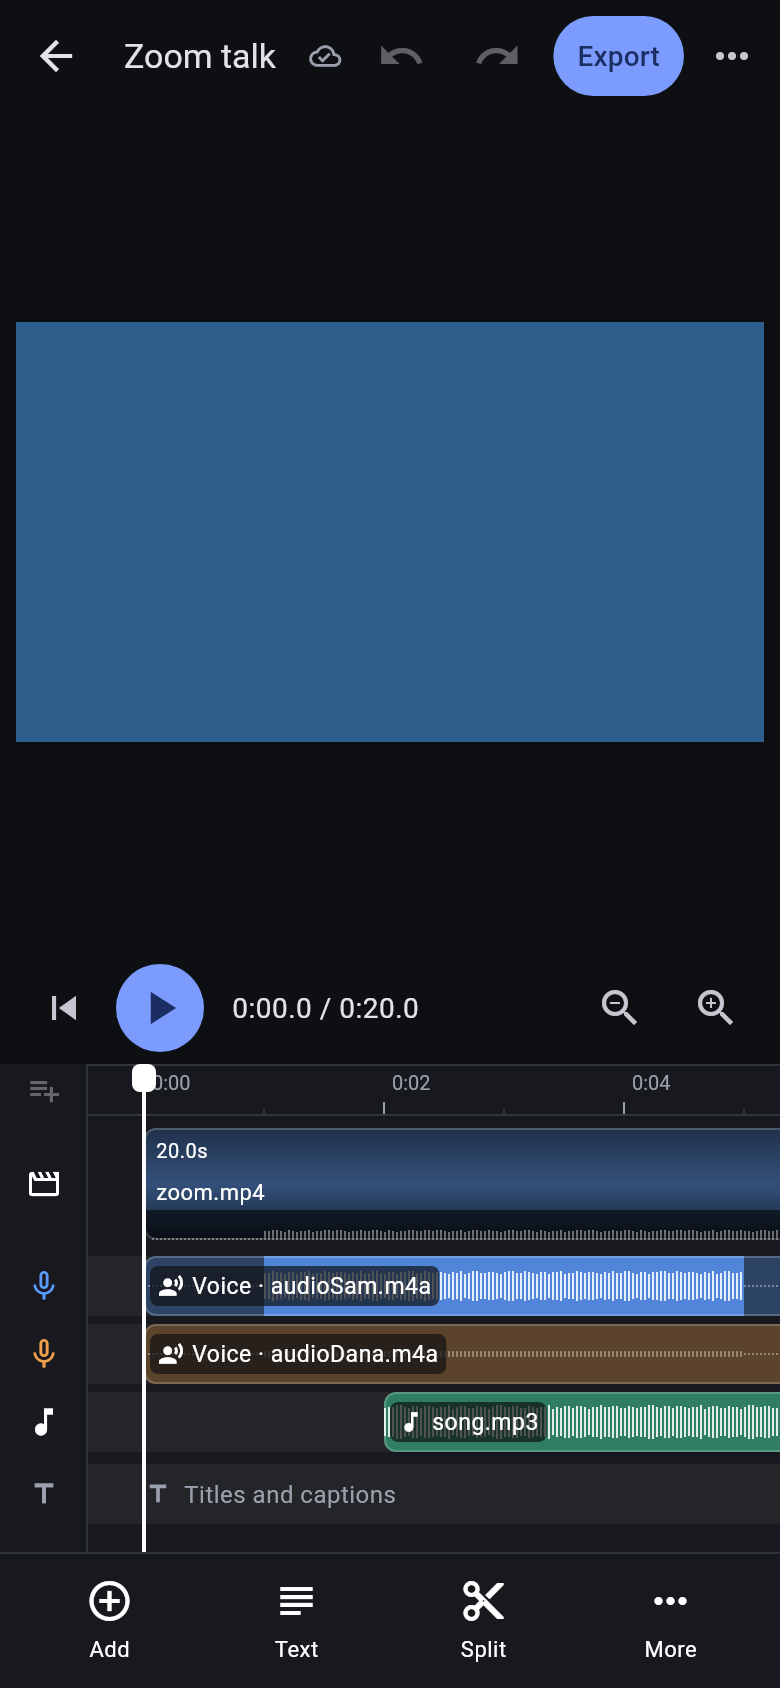 Zoom talk
Export
0:00.0 / 0:20.0
0:00
0:02
0:04
20.0s
zoom.mp4
Voice · audioSam.m4a
Voice · audioDana.m4a
song.mp3
T
T Titles and captions
Add
Text
Split
More